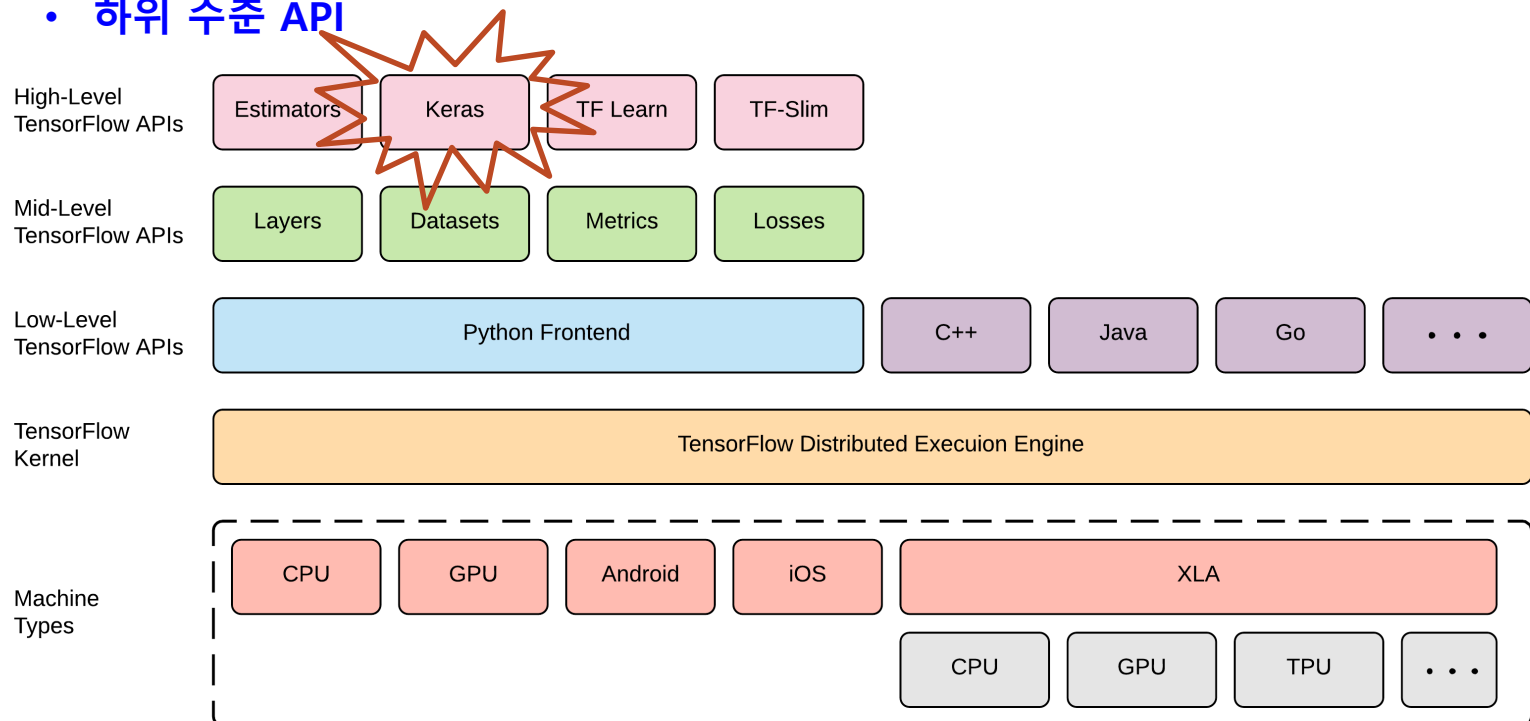 • 하위 수준 API
High-Level
TensorFlow APIs
Estimators
Keras
TF Learn
TF-Slim
Mid-Level
TensorFlow APIs
Layers
Datasets
Metrics
Losses
Low-Level
TensorFlow APIs
Python Frontend
C++
Java
Go
• • •
TensorFlow
Kernel
TensorFlow Distributed Execuion Engine
Machine
Types
CPU
GPU
Android
iOS
XLA
CPU
GPU
TPU
• • •